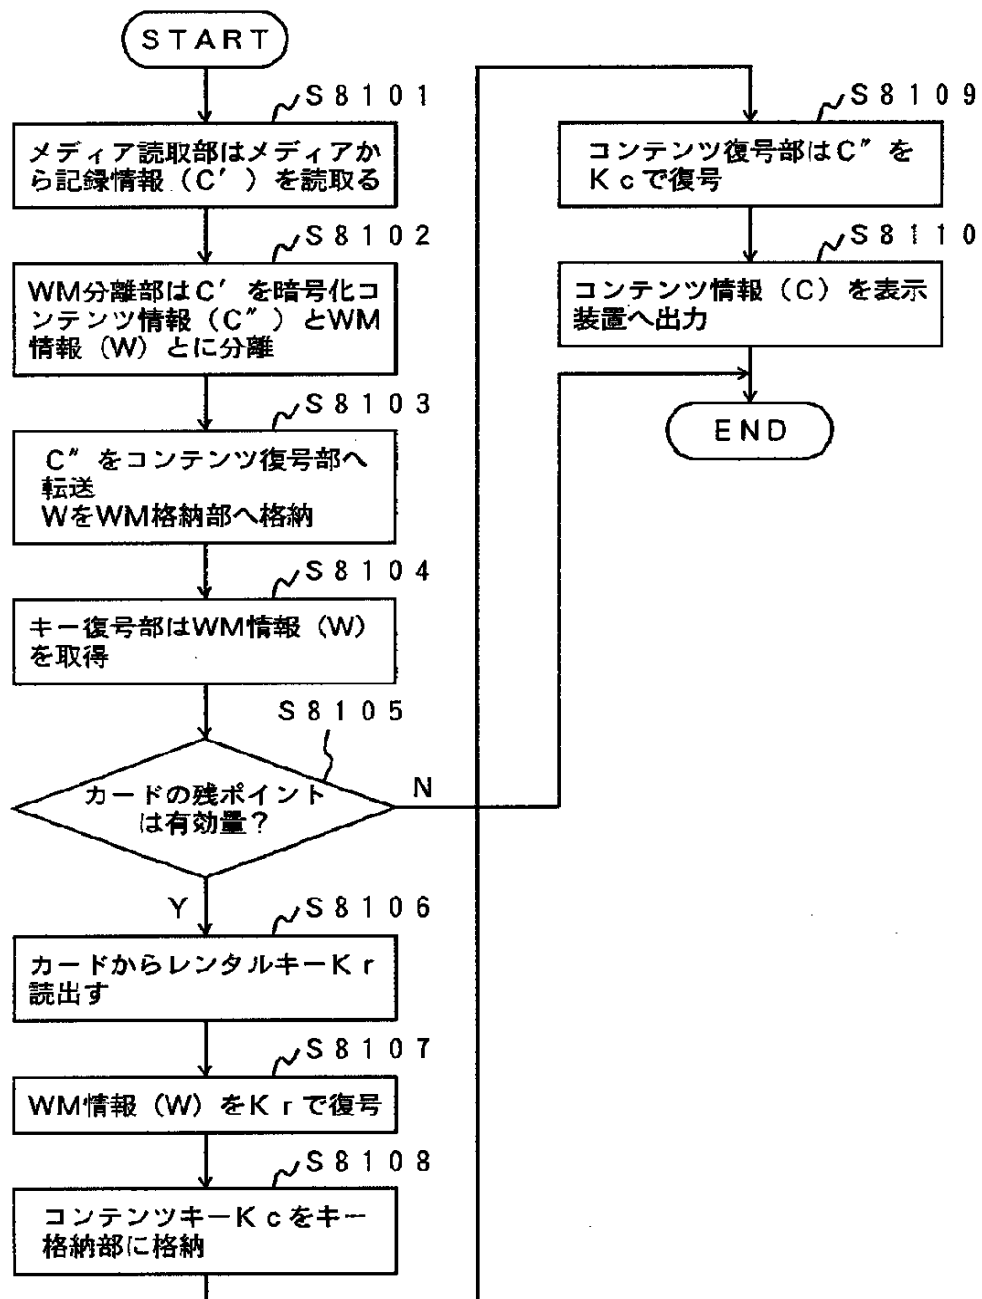 START
S8101
メディア読取部はメディアか
ら記録情報（C′）を読取る
S8102
WM分離部はC′を暗号化コ
ンテンツ情報（C″）とWM
情報（W）とに分離
S8103
C″をコンテンツ復号部へ
転送
WをWM格納部へ格納
S8104
キー復号部はWM情報（W）
を取得
S8105
カードの残ポイント
は有効量？
N
Y
S8106
カードからレンタルキーKr
読出す
S8107
WM情報（W）をKrで復号
S8108
コンテンツキーKcをキー
格納部に格納
S8109
コンテンツ復号部はC″を
Kcで復号
S8110
コンテンツ情報（C）を表示
装置へ出力
END